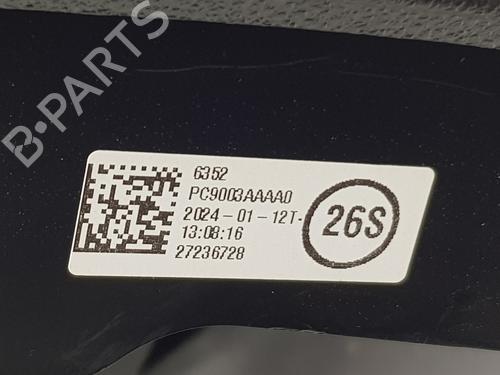 B-PARTS
6352
PC9003AAAA0
2024-01-12T-
13:08:16
27236728
26S